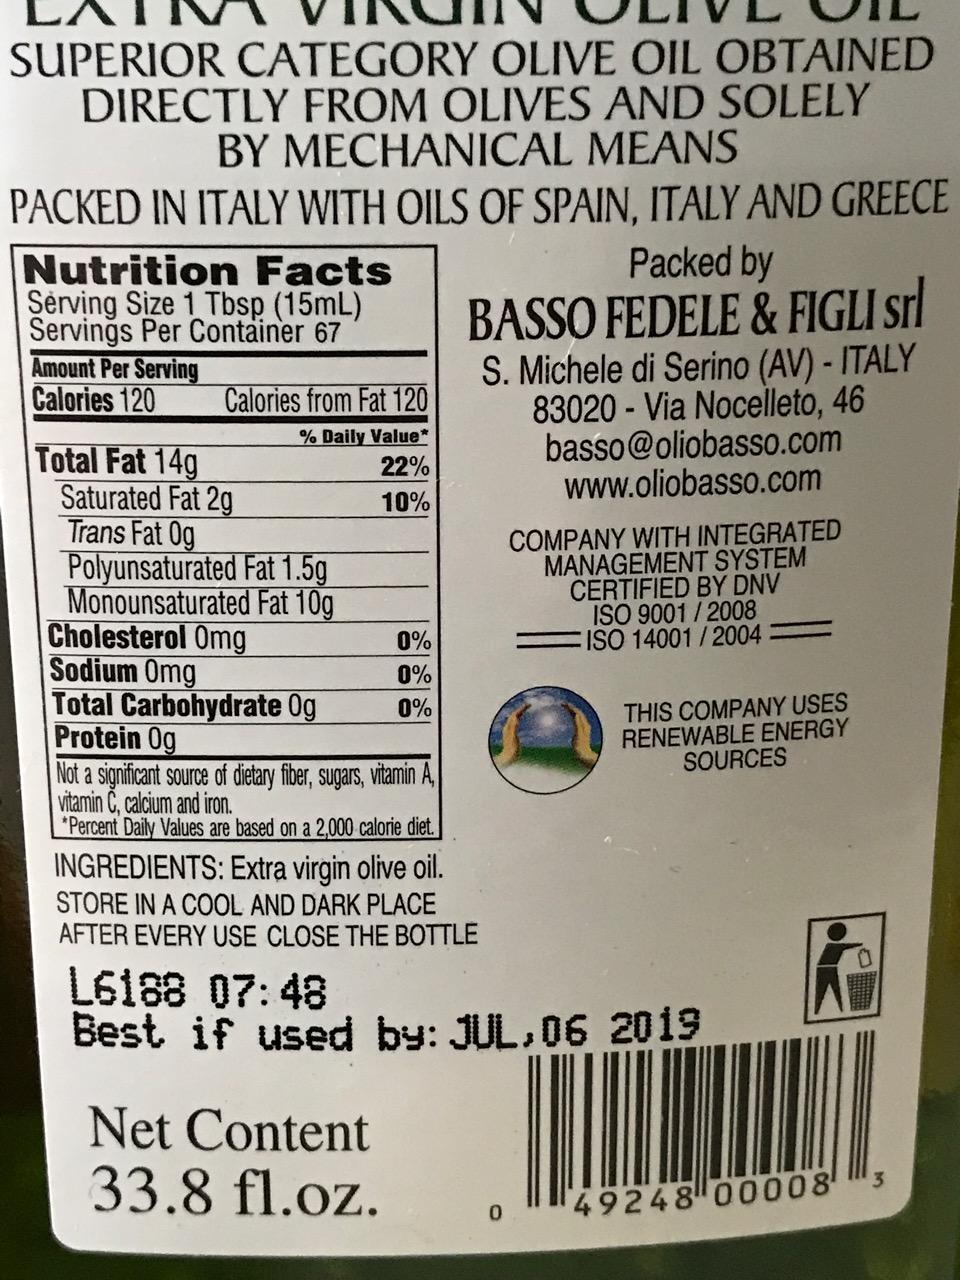 EXTRA VIRGIN OLIVE OIL
SUPERIOR CATEGORY OLIVE OIL OBTAINED
DIRECTLY FROM OLIVES AND SOLELY
BY MECHANICAL MEANS
PACKED IN ITALY WITH OILS OF SPAIN, ITALY AND GREECE
Nutrition Facts
Serving Size 1 Tbsp (15mL)
Servings Per Container 67
Amount Per Serving
Calories 120 Calories from Fat 120
% Daily Value*
Total Fat 14g 22%
Saturated Fat 2g 10%
Trans Fat 0g
Polyunsaturated Fat 1.5g
Monounsaturated Fat 10g
Cholesterol 0mg 0%
Sodium 0mg 0%
Total Carbohydrate 0g 0%
Protein 0g
Not a significant source of dietary fiber, sugars, vitamin A,
vitamin C, calcium and iron.
*Percent Daily Values are based on a 2,000 calorie diet.
INGREDIENTS: Extra virgin olive oil.
STORE IN A COOL AND DARK PLACE
AFTER EVERY USE CLOSE THE BOTTLE
Packed by
BASSO FEDELE & FIGLI srl
S. Michele di Serino (AV) - ITALY
83020 - Via Nocelleto, 46
basso@oliobasso.com
www.oliobasso.com
COMPANY WITH INTEGRATED
MANAGEMENT SYSTEM
CERTIFIED BY DNV
ISO 9001 / 2008
ISO 14001 / 2004
THIS COMPANY USES
RENEWABLE ENERGY
SOURCES
L6188 07:48
Best if used by: JUL,06 2019
Net Content
33.8 fl.oz.
0 49248 00008 3